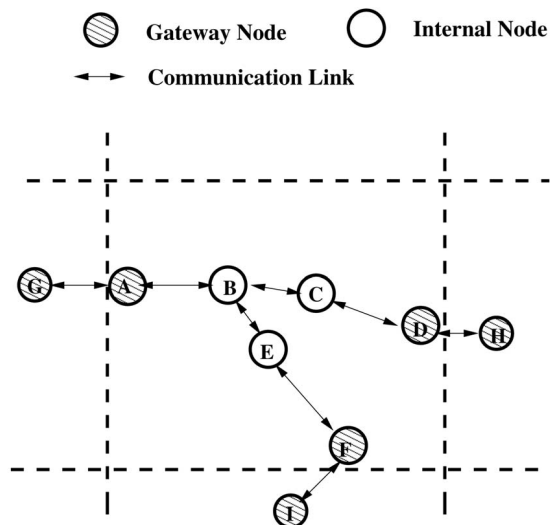 Gateway Node
Internal Node
Communication Link
G
A
B
C
D
H
E
F
I